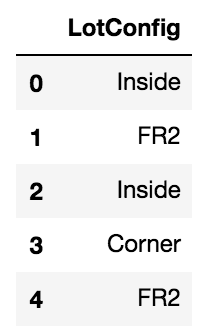 LotConfig
0 Inside
1 FR2
2 Inside
3 Corner
4 FR2